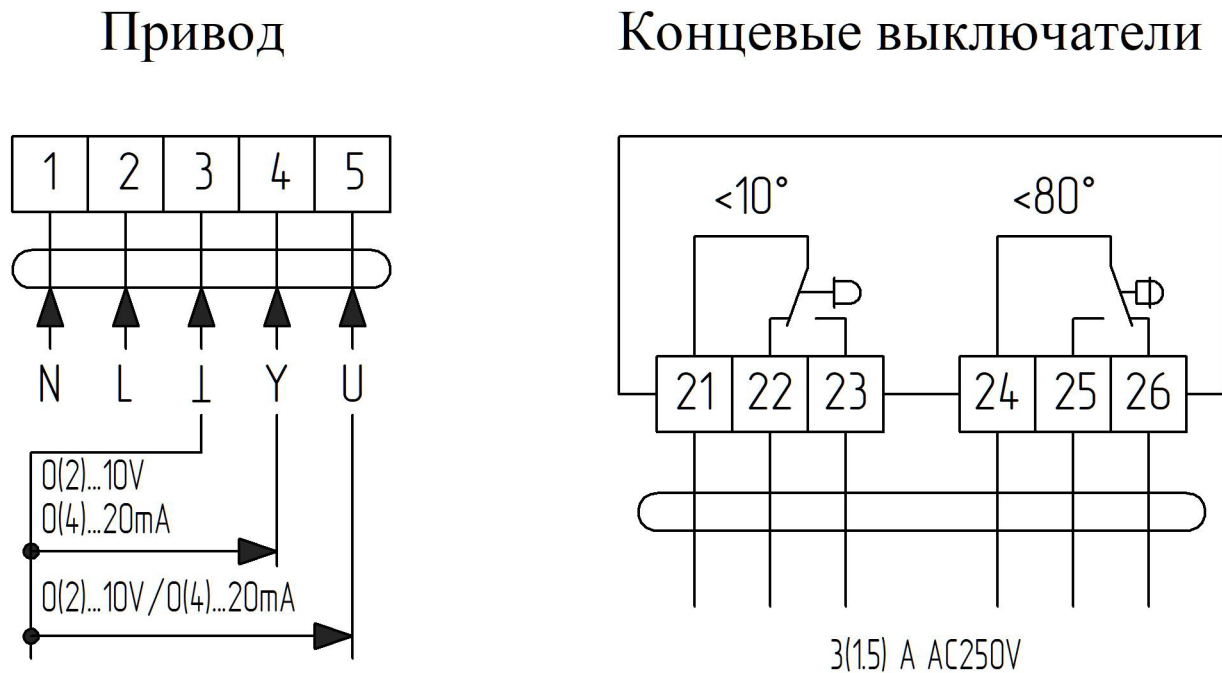 Привод
1 2 3 4 5
N L ⊥ Y U
0(2)...10V
0(4)...20mA
0(2)...10V/0(4)...20mA
Концевые выключатели
<10° <80°
21 22 23 24 25 26
3(1.5) A AC250V